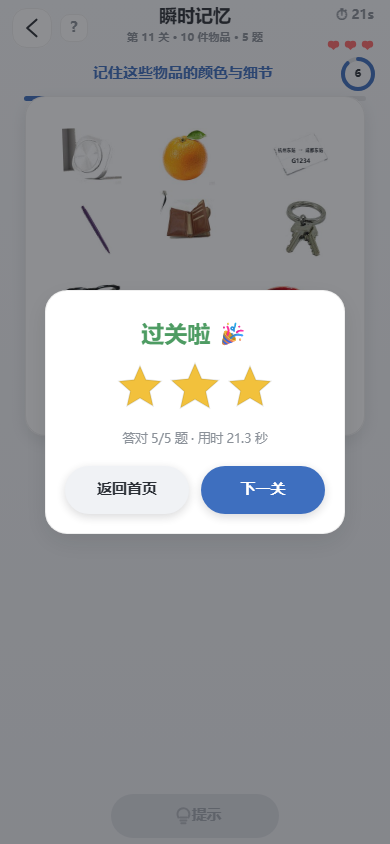 瞬时记忆
?
21s
第 11 关 • 10 件物品 • 5 题
记住这些物品的颜色与细节
6
G1234
过关啦
答对 5/5 题 · 用时 21.3 秒
返回首页
下一关
提示